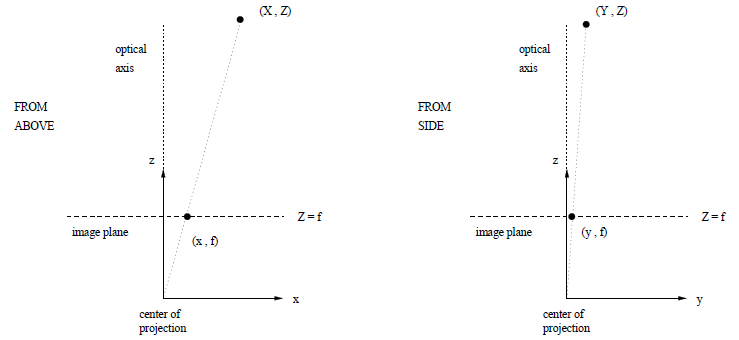 (X , Z)
optical
axis
FROM
ABOVE
z
Z = f
image plane
(x , f)
x
center of
projection
(Y , Z)
optical
axis
FROM
SIDE
z
Z = f
image plane
(y , f)
y
center of
projection